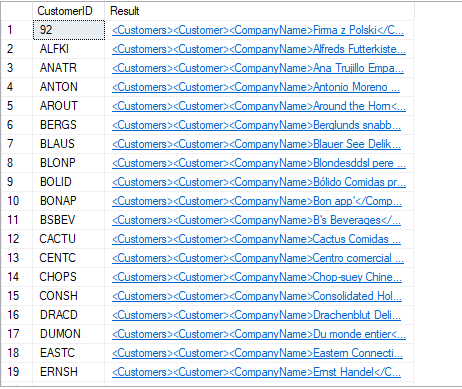 CustomerID Result
1 92 <Customers><Customer><CompanyName>Firma z Polski</C...
2 ALFKI <Customers><Customer><CompanyName>Alfreds Futterkiste...
3 ANATR <Customers><Customer><CompanyName>Ana Trujillo Empa...
4 ANTON <Customers><Customer><CompanyName>Antonio Moreno ...
5 AROUT <Customers><Customer><CompanyName>Around the Horn<...
6 BERGS <Customers><Customer><CompanyName>Berglunds snabb...
7 BLAUS <Customers><Customer><CompanyName>Blauer See Delik...
8 BLONP <Customers><Customer><CompanyName>Blondesddsl pere ...
9 BOLID <Customers><Customer><CompanyName>Bólido Comidas pr...
10 BONAP <Customers><Customer><CompanyName>Bon app'</Comp...
11 BSBEV <Customers><Customer><CompanyName>B's Beverages</...
12 CACTU <Customers><Customer><CompanyName>Cactus Comidas ...
13 CENTC <Customers><Customer><CompanyName>Centro comercial ...
14 CHOPS <Customers><Customer><CompanyName>Chop-suey Chine...
15 CONSH <Customers><Customer><CompanyName>Consolidated Hol...
16 DRACD <Customers><Customer><CompanyName>Drachenblut Deli...
17 DUMON <Customers><Customer><CompanyName>Du monde entier<...
18 EASTC <Customers><Customer><CompanyName>Eastern Connecti...
19 ERNSH <Customers><Customer><CompanyName>Ernst Handel</C...